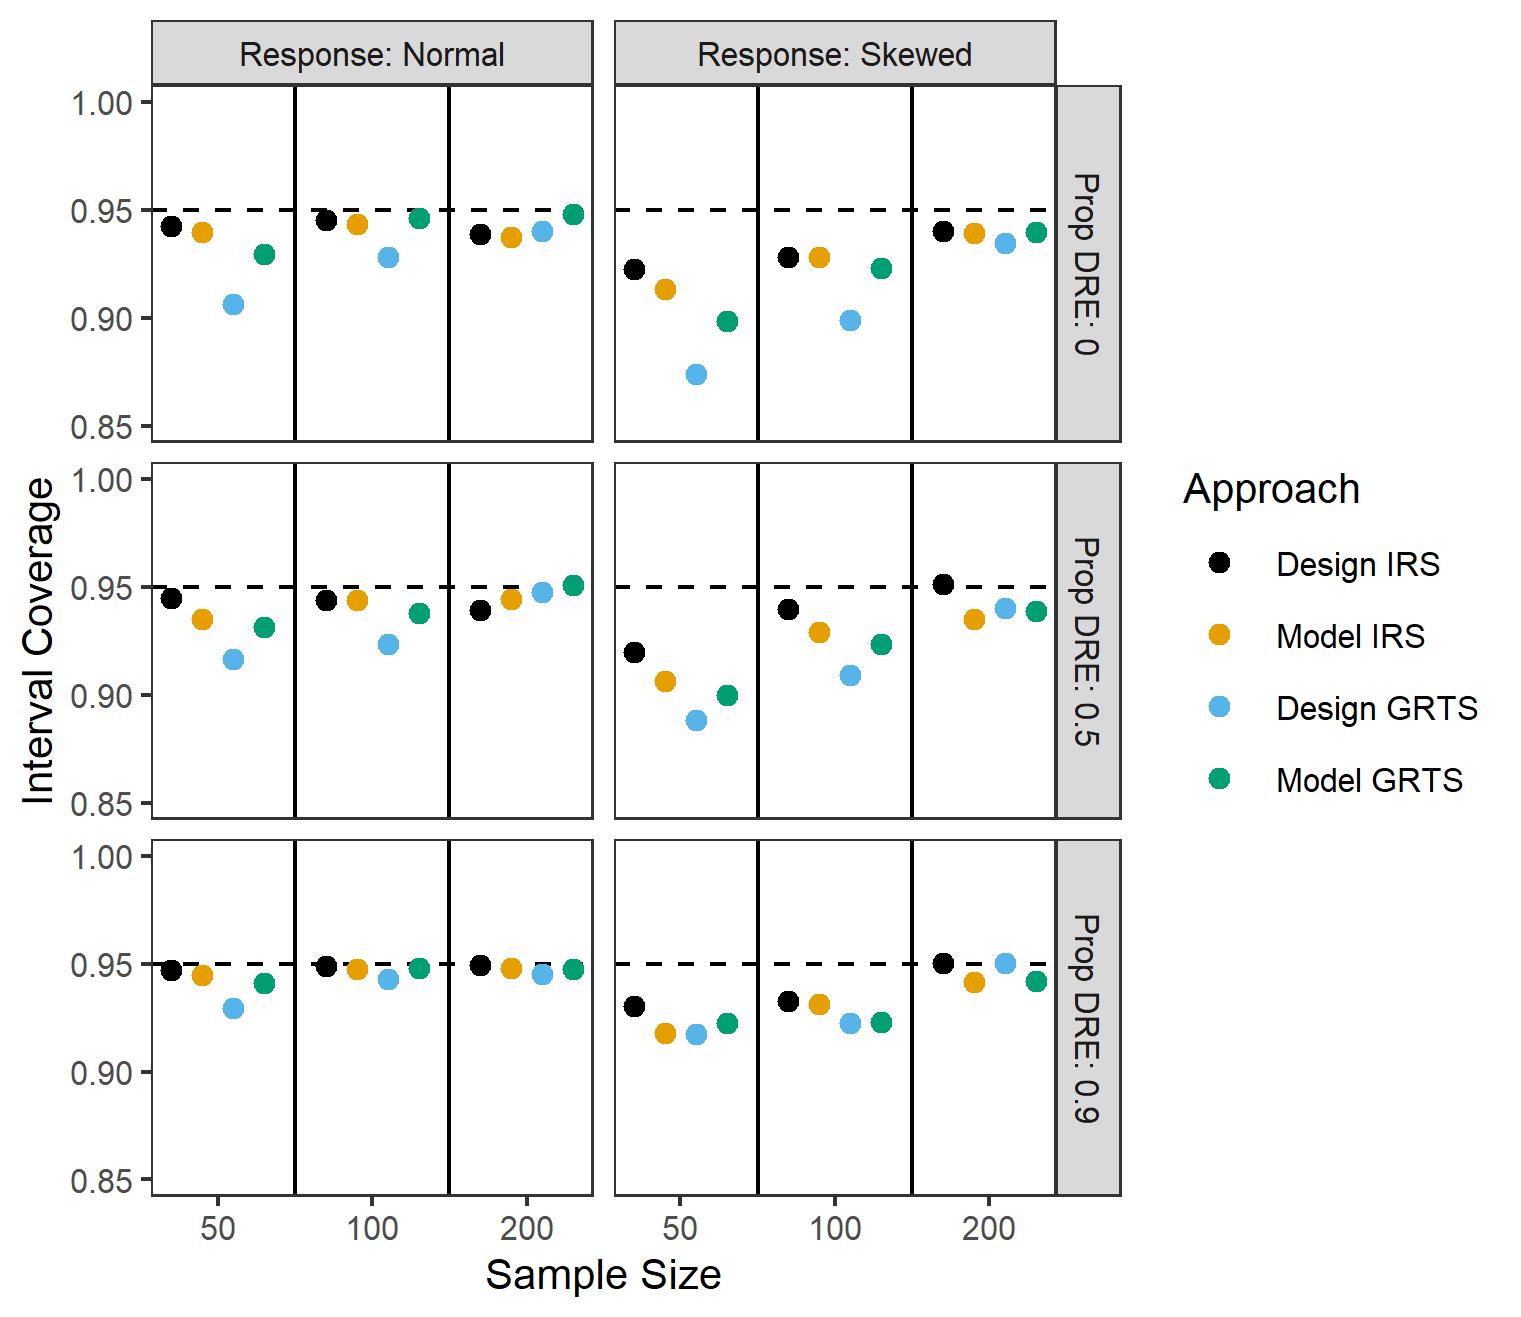 Response: Normal
Response: Skewed
1.00
0.95
0.90
0.85
Prop DRE: 0
1.00
0.95
0.90
0.85
Prop DRE: 0.5
1.00
0.95
0.90
0.85
Prop DRE: 0.9
50
100
200
50
100
200
Sample Size
Interval Coverage
Approach
Design IRS
Model IRS
Design GRTS
Model GRTS